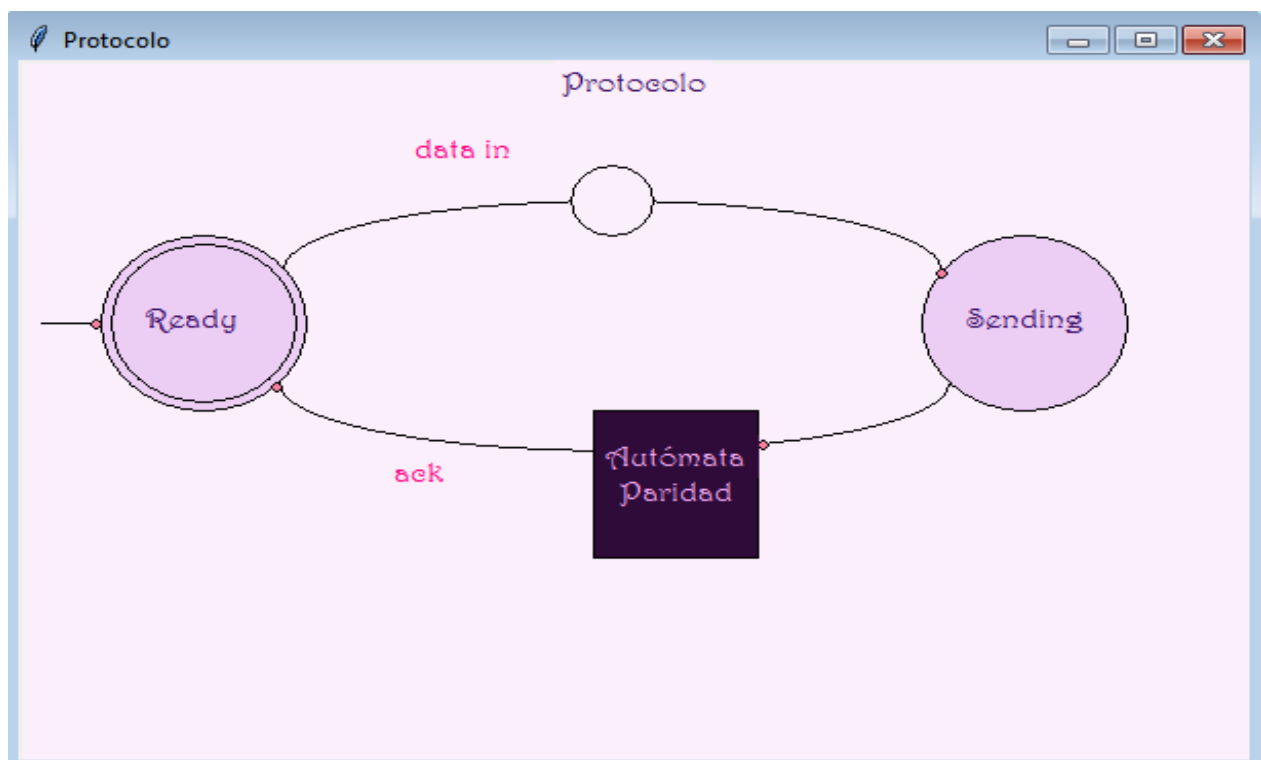 Protocolo
Protocolo
data in
Ready
Sending
Autómata
Paridad
ack